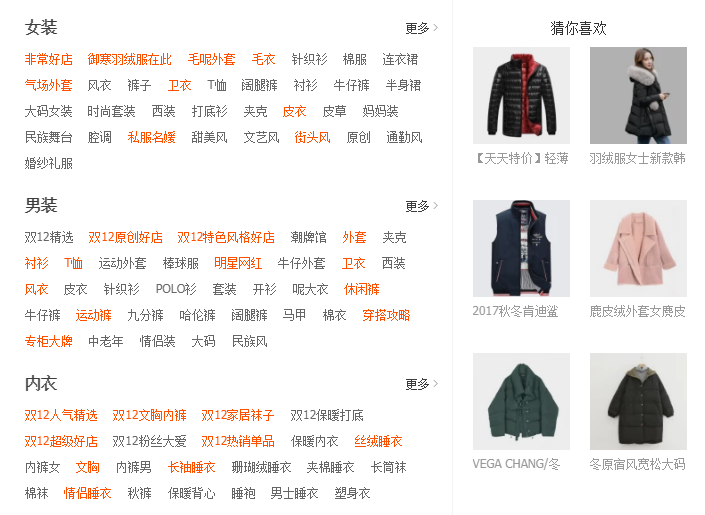 女装 更多 >
非常好店 御寒羽绒服在此 毛呢外套 毛衣 针织衫 棉服 连衣裙
气场外套 风衣 裤子 卫衣 T恤 阔腿裤 衬衫 牛仔裤 半身裙
大码女装 时尚套装 西装 打底衫 夹克 皮衣 皮草 妈妈装
民族舞台 腔调 私服名媛 甜美风 文艺风 街头风 原创 通勤风
婚纱礼服
男装 更多 >
双12精选 双12原创好店 双12特色风格好店 潮牌馆 外套 夹克
衬衫 T恤 运动外套 棒球服 明星网红 牛仔外套 卫衣 西装
风衣 皮衣 针织衫 POLO衫 套装 开衫 呢大衣 休闲裤
牛仔裤 运动裤 九分裤 哈伦裤 阔腿裤 马甲 棉衣 穿搭攻略
专柜大牌 中老年 情侣装 大码 民族风
内衣 更多 >
双12人气精选 双12文胸内裤 双12家居袜子 双12保暖打底
双12超级好店 双12粉丝大爱 双12热销单品 保暖内衣 丝绒睡衣
内裤女 文胸 内裤男 长袖睡衣 珊瑚绒睡衣 夹棉睡衣 长筒袜
棉袜 情侣睡衣 秋裤 保暖背心 睡袍 男士睡衣 塑身衣
猜你喜欢
【天天特价】轻薄 羽绒服女士新款韩
2017秋冬肯迪鲨 鹿皮绒外套女麂皮
VEGA CHANG/冬 冬原宿风宽松大码